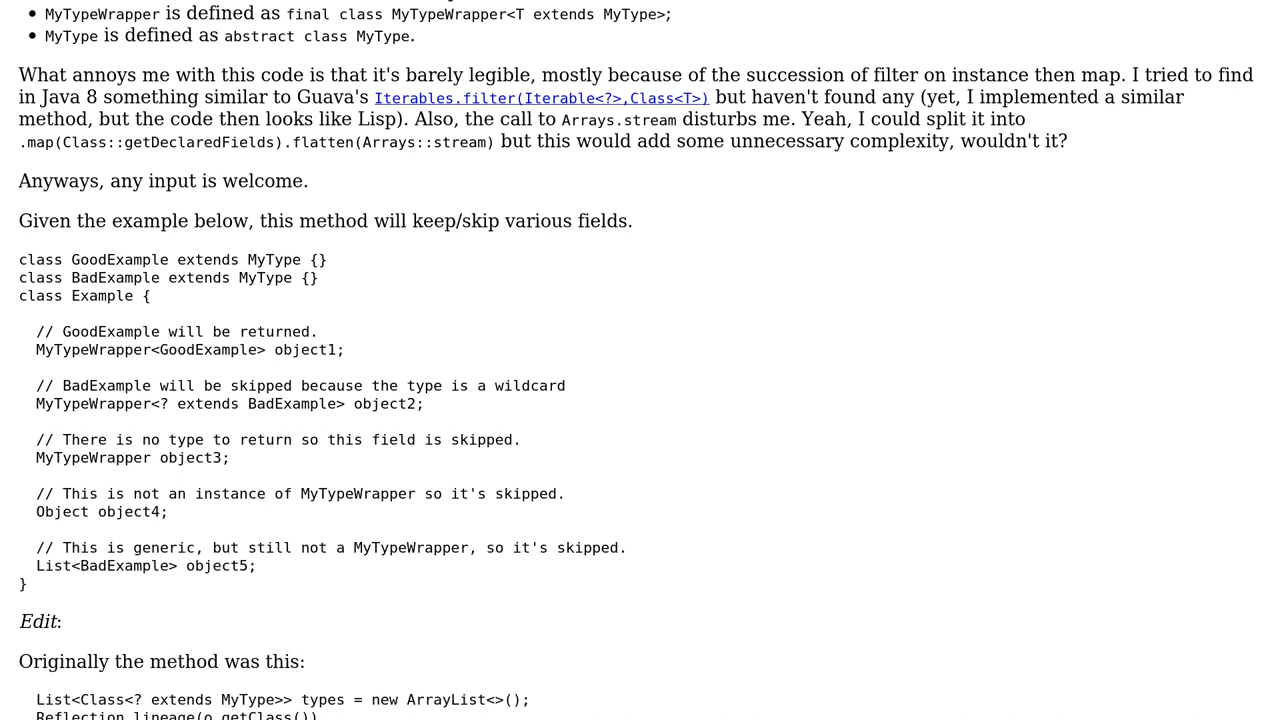 MyTypeWrapper is defined as final class MyTypeWrapper<T extends MyType>;
MyType is defined as abstract class MyType.
What annoys me with this code is that it's barely legible, mostly because of the succession of filter on instance then map. I tried to find
in Java 8 something similar to Guava's Iterables.filter(Iterable<?>,Class<T>) but haven't found any (yet, I implemented a similar
method, but the code then looks like Lisp). Also, the call to Arrays.stream disturbs me. Yeah, I could split it into
.map(Class::getDeclaredFields).flatten(Arrays::stream) but this would add some unnecessary complexity, wouldn't it?
Anyways, any input is welcome.
Given the example below, this method will keep/skip various fields.
class GoodExample extends MyType {}
class BadExample extends MyType {}
class Example {
  // GoodExample will be returned.
  MyTypeWrapper<GoodExample> object1;
  // BadExample will be skipped because the type is a wildcard
  MyTypeWrapper<? extends BadExample> object2;
  // There is no type to return so this field is skipped.
  MyTypeWrapper object3;
  // This is not an instance of MyTypeWrapper so it's skipped.
  Object object4;
  // This is generic, but still not a MyTypeWrapper, so it's skipped.
  List<BadExample> object5;
}
Edit:
Originally the method was this:
  List<Class<? extends MyType>> types = new ArrayList<>();
  Reflection.lineage(o.getClass())